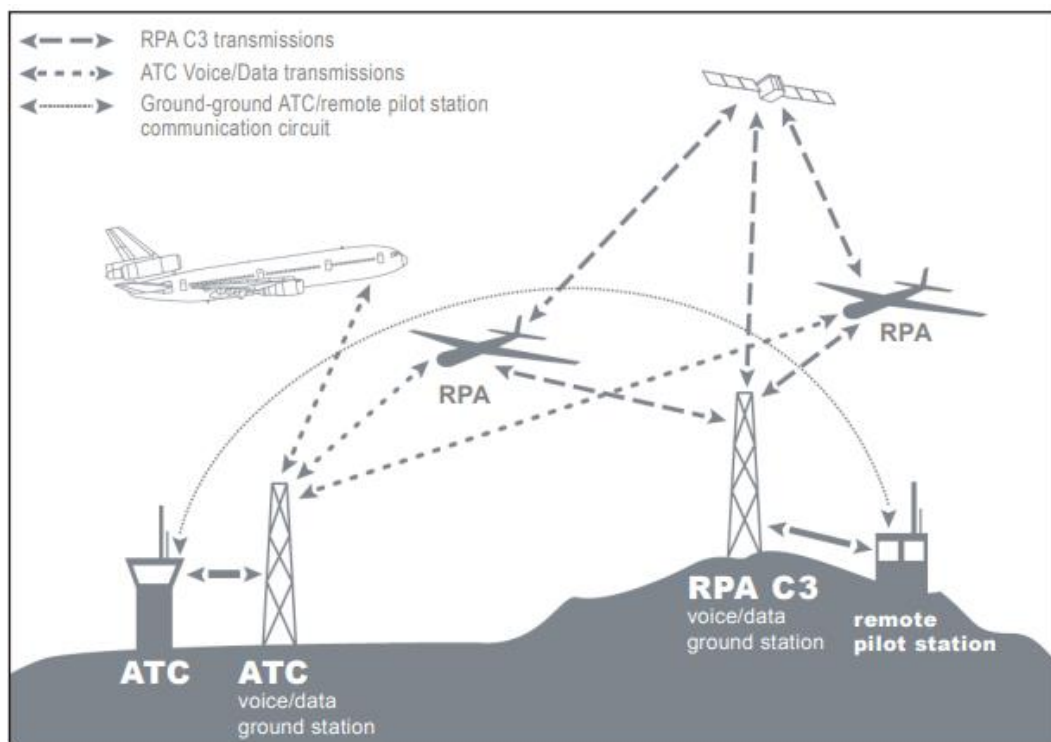 RPA C3 transmissions
ATC Voice/Data transmissions
Ground-ground ATC/remote pilot station
communication circuit
RPA
RPA
RPA C3
voice/data
ground station
remote
pilot station
ATC
ATC
voice/data
ground station